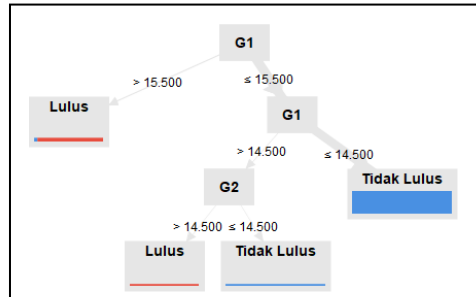 G1
> 15.500
≤ 15.500
Lulus
G1
> 14.500
≤ 14.500
G2
Tidak Lulus
> 14.500
≤ 14.500
Lulus
Tidak Lulus